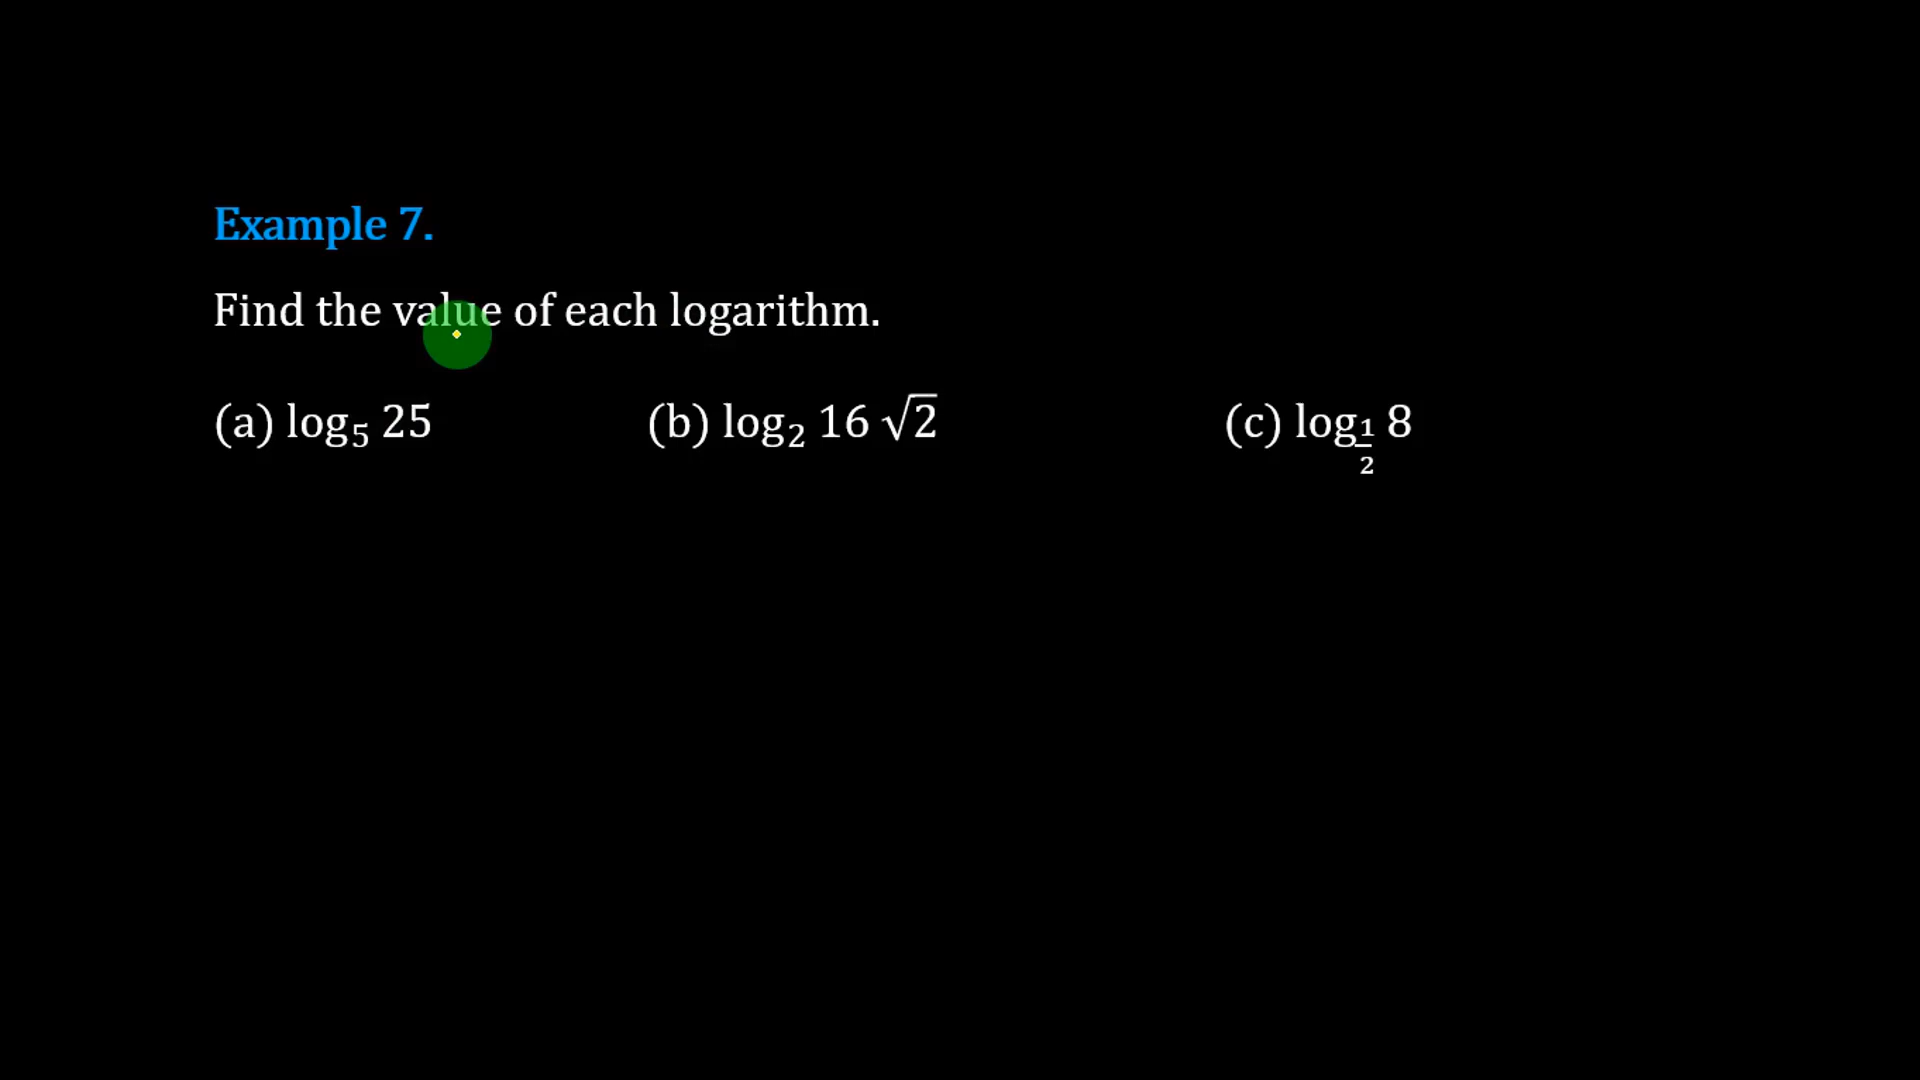 Example 7.
Find the value of each logarithm.
(a) log₅ 25 (b) log₂ 16 √2 (c) log_{1/2} 8